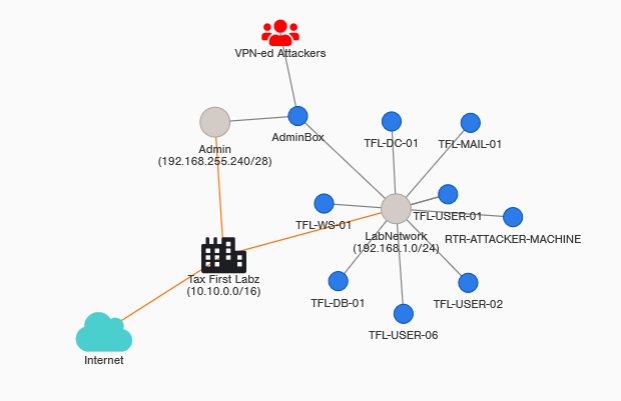 VPN-ed Attackers
AdminBox
Admin
(192.168.255.240/28)
TFL-DC-01
TFL-MAIL-01
TFL-WS-01
TFL-USER-01
LabNetwork
(192.168.1.0/24)
RTR-ATTACKER-MACHINE
Tax First Labz
(10.10.0.0/16)
TFL-DB-01
TFL-USER-02
TFL-USER-06
Internet